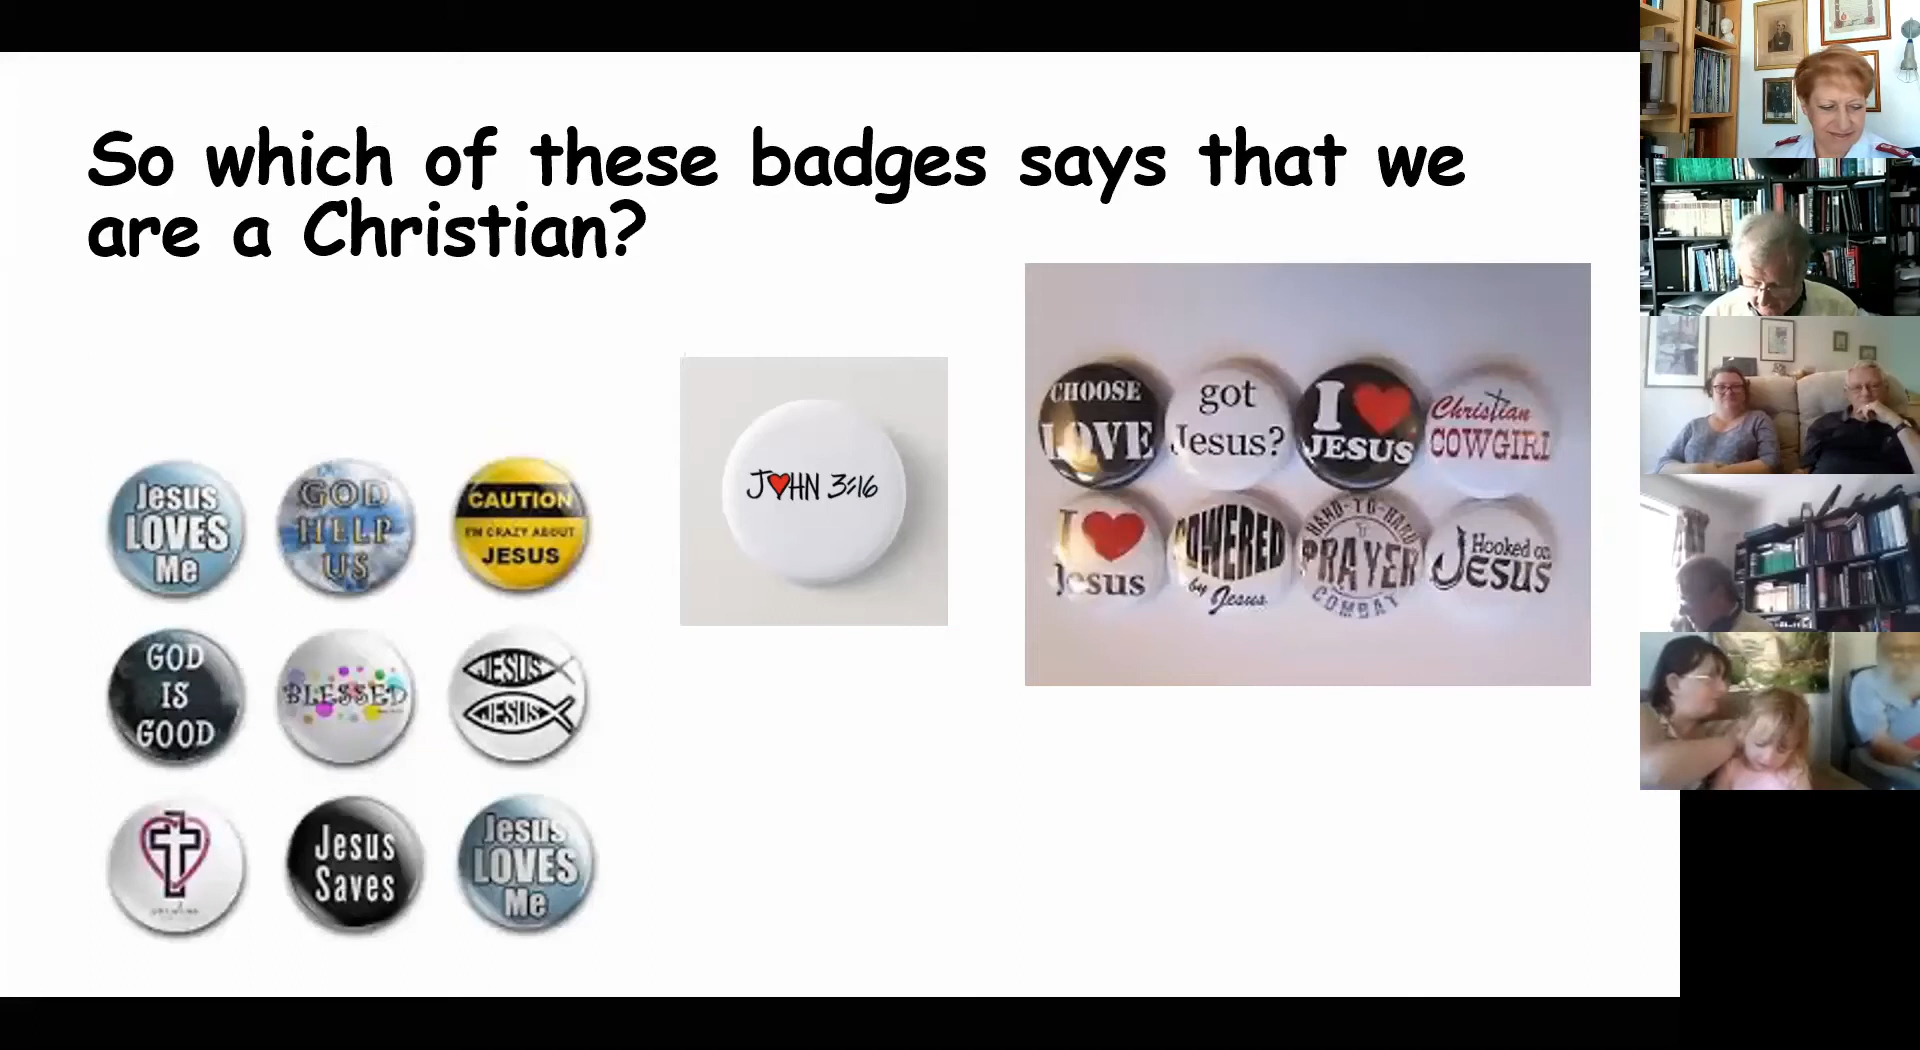 So which of these badges says that we
are a Christian?
Jesus
LOVES
Me
GOD
HELP
US
CAUTION
I'M CRAZY ABOUT
JESUS
GOD
IS
GOOD
BLESSED
JESUS
JESUS
Jesus
Saves
Jesus
LOVES
Me
JOHN 3:16
CHOOSE
LOVE
got
Jesus?
I
JESUS
Christian
COWGIRL
I
Jesus
POWERED
by Jesus
HAND-TO-HAND
PRAYER
COMBAT
Hooked on
JESUS